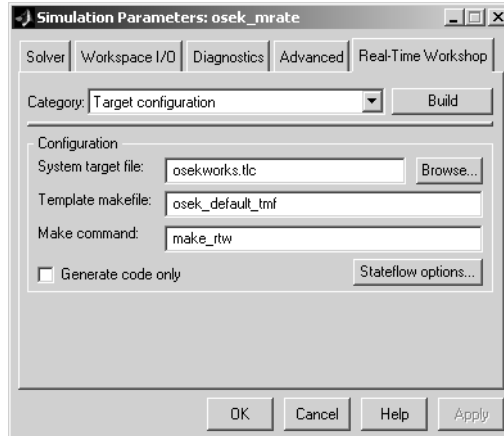 Simulation Parameters: osek_mrate
Solver Workspace I/O Diagnostics Advanced Real-Time Workshop
Category: Target configuration Build
Configuration
System target file: osekworks.tlc Browse...
Template makefile: osek_default_tmf
Make command: make_rtw
Generate code only Stateflow options...
OK Cancel Help Apply